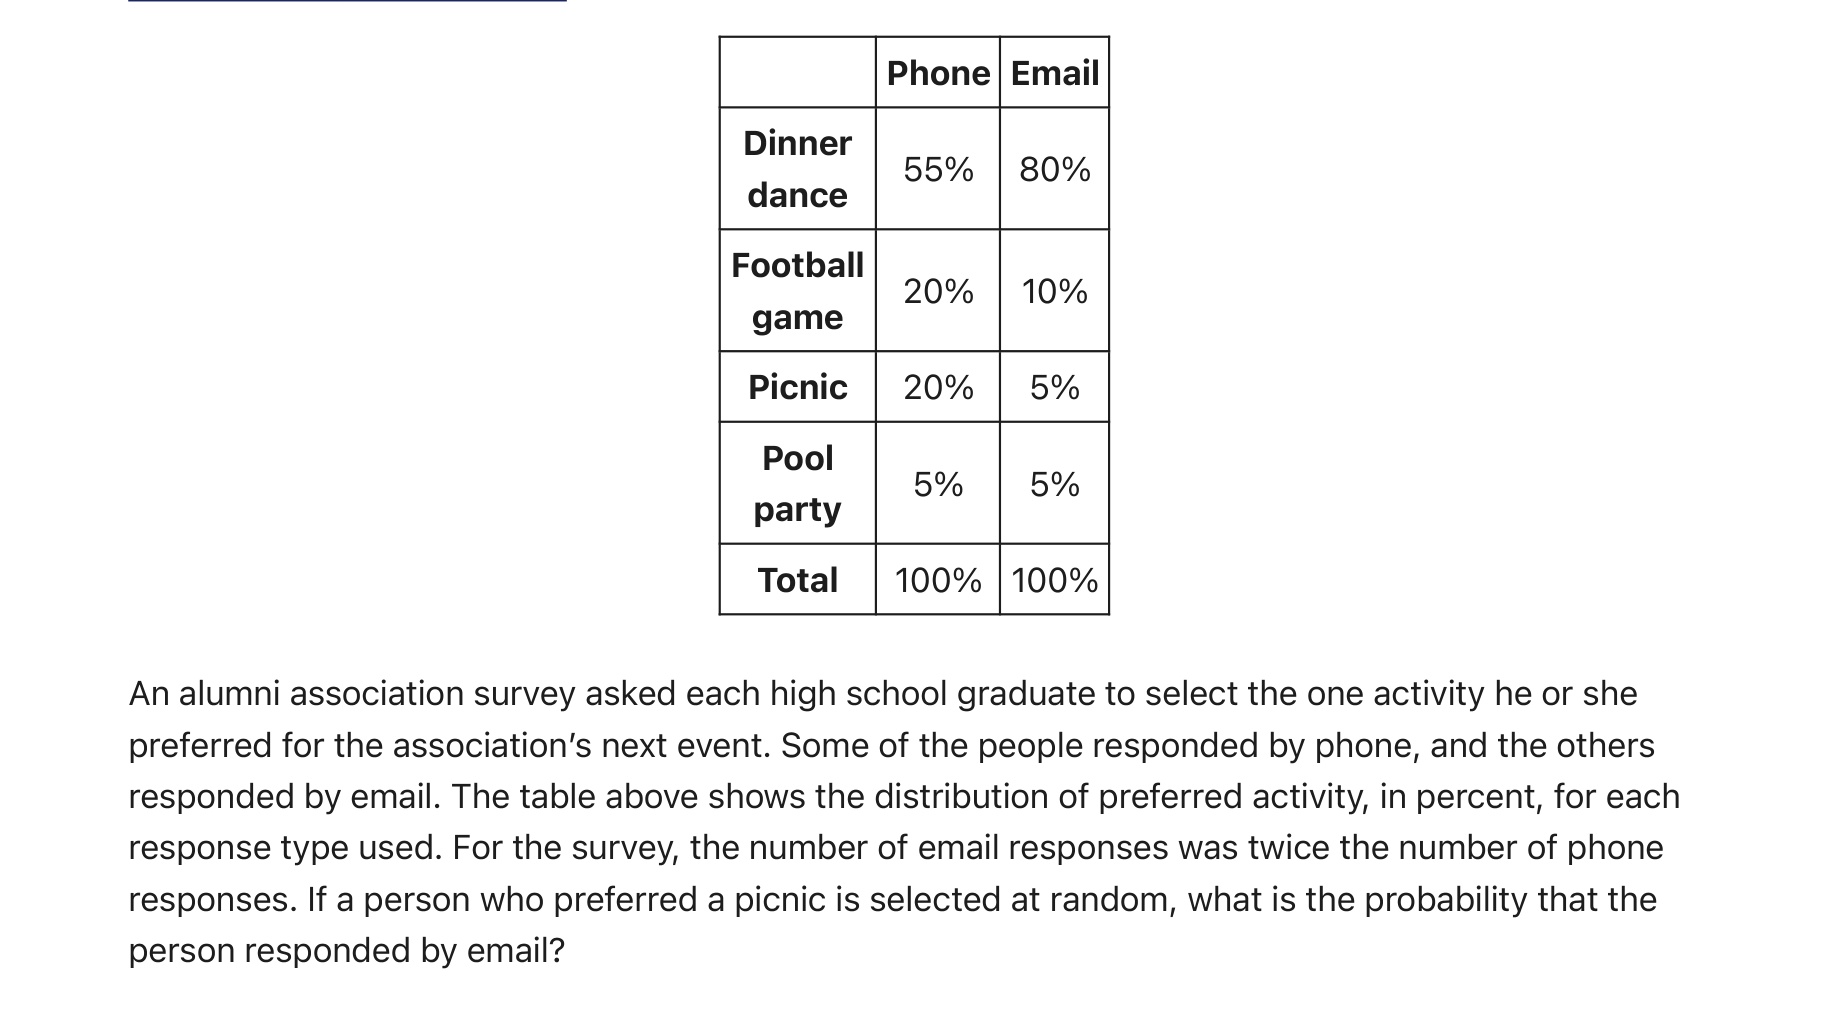 Phone Email
Dinner
dance
55% 80%
Football
game
20% 10%
Picnic 20% 5%
Pool
party
5% 5%
Total 100% 100%
An alumni association survey asked each high school graduate to select the one activity he or she
preferred for the association’s next event. Some of the people responded by phone, and the others
responded by email. The table above shows the distribution of preferred activity, in percent, for each
response type used. For the survey, the number of email responses was twice the number of phone
responses. If a person who preferred a picnic is selected at random, what is the probability that the
person responded by email?